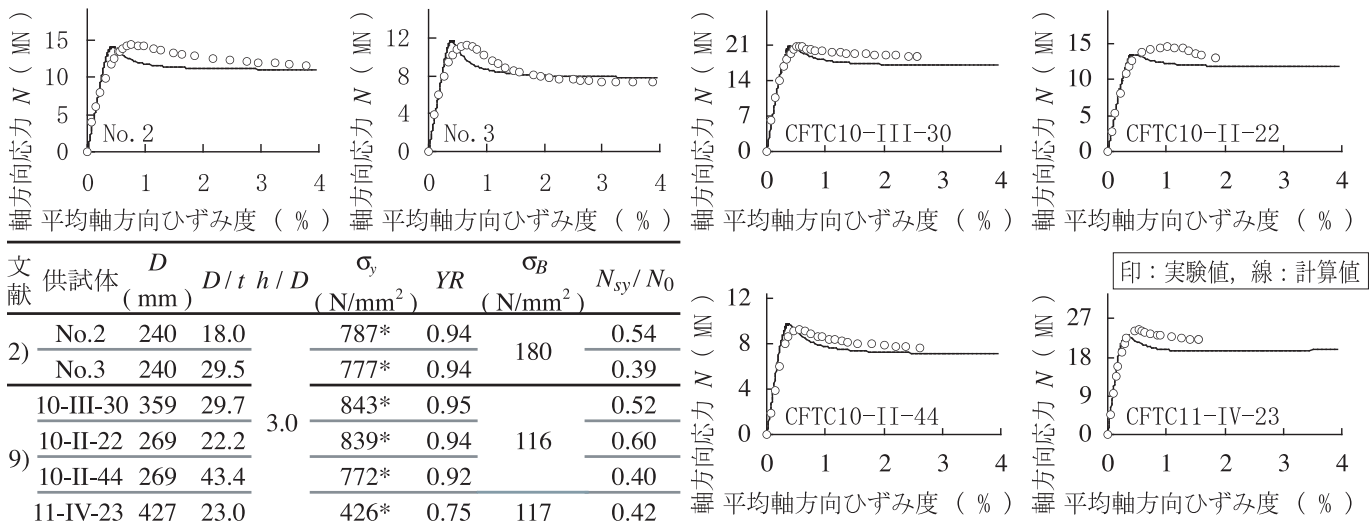 軸方向応力 N ( MN )
15
10
5
0
No.2
0 1 2 3 4
平均軸方向ひずみ度 ( % )
軸方向応力 N ( MN )
12
8
4
0
No.3
0 1 2 3 4
平均軸方向ひずみ度 ( % )
軸方向応力 N ( MN )
21
17
7
0
CFTC10-III-30
0 1 2 3 4
平均軸方向ひずみ度 ( % )
軸方向応力 N ( MN )
15
10
5
0
CFTC10-II-22
0 1 2 3 4
平均軸方向ひずみ度 ( % )
文献 供試体 D ( mm ) D/t h/D σy ( N/mm² ) YR σB ( N/mm² ) Nsy/N0
2) No.2 240 18.0 3.0 787* 0.94 180 0.54
No.3 240 29.5 777* 0.94 0.39
9) 10-III-30 359 29.7 843* 0.95 116 0.52
10-II-22 269 22.2 839* 0.94 0.60
10-II-44 269 43.4 772* 0.92 0.40
11-IV-23 427 23.0 426* 0.75 117 0.42
印：実験値，線：計算値
軸方向応力 N ( MN )
12
8
4
0
CFTC10-II-44
0 1 2 3 4
平均軸方向ひずみ度 ( % )
軸方向応力 N ( MN )
27
18
9
0
CFTC11-IV-23
0 1 2 3 4
平均軸方向ひずみ度 ( % )